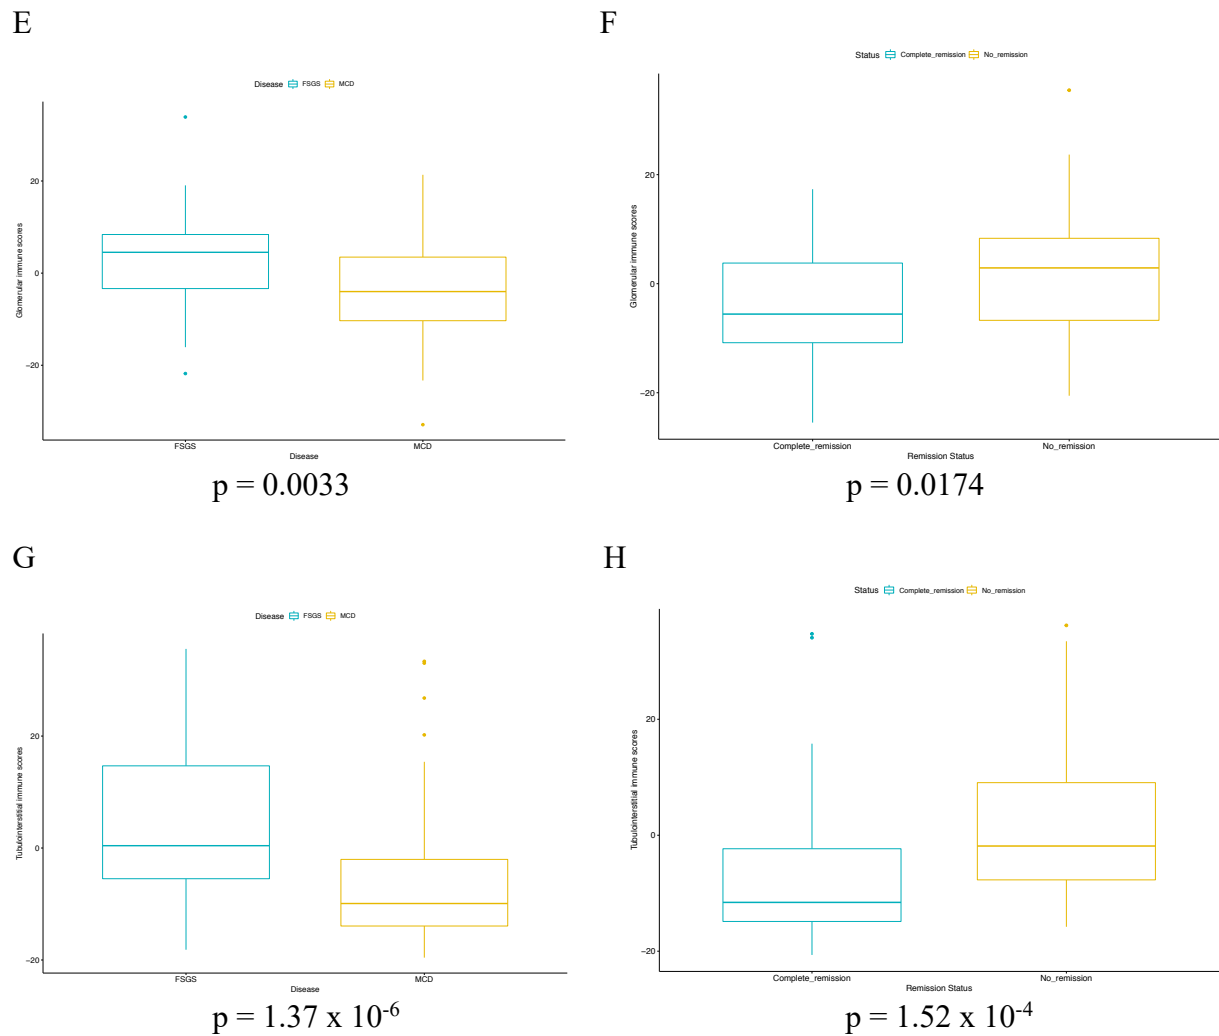 E
Disease FSGS MCD
Glomerular immune scores
20
0
−20
FSGS MCD
Disease
p = 0.0033
F
Status Complete_remission No_remission
Glomerular immune scores
20
0
−20
Complete_remission No_remission
Remission Status
p = 0.0174
G
Disease FSGS MCD
Tubulointerstitial immune scores
20
0
−20
FSGS MCD
Disease
p = 1.37 x 10⁻⁶
H
Status Complete_remission No_remission
Tubulointerstitial immune scores
20
0
−20
Complete_remission No_remission
Remission Status
p = 1.52 x 10⁻⁴